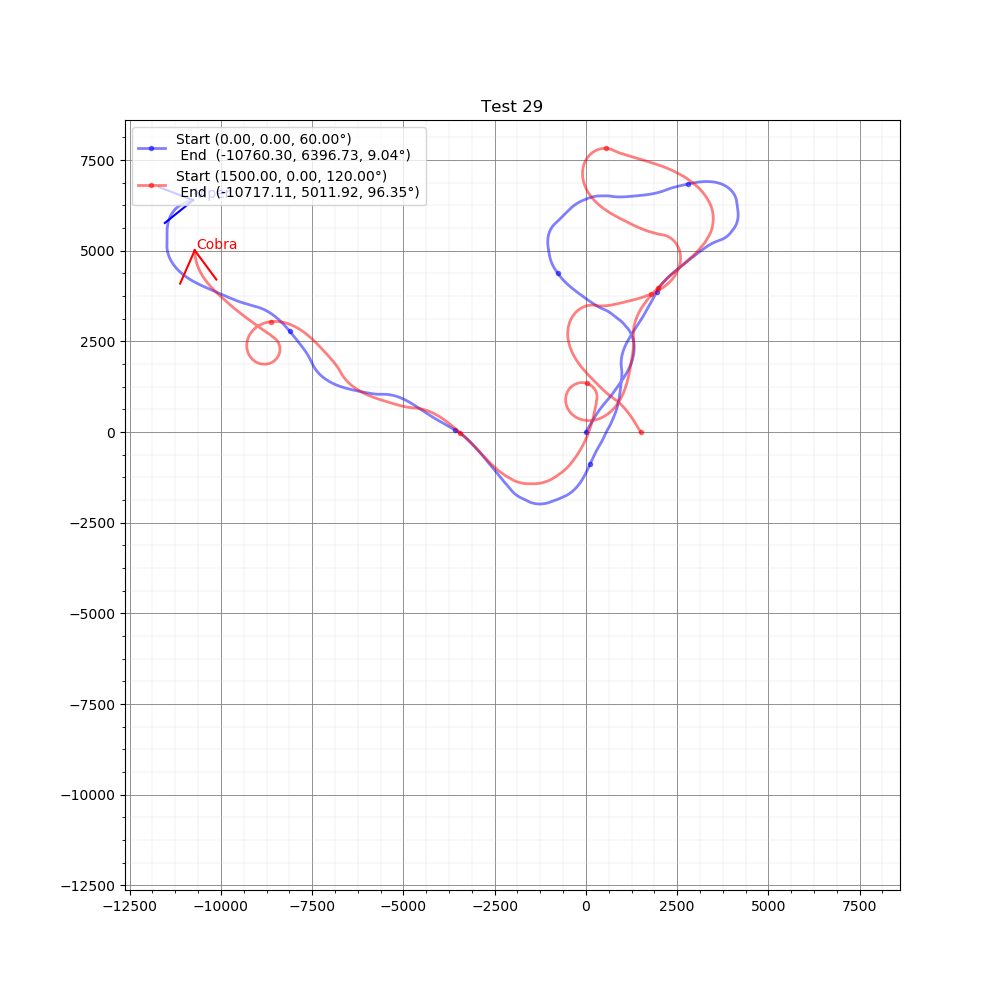 Test 29
Start (0.00, 0.00, 60.00°)
End  (-10760.30, 6396.73, 9.04°)
Start (1500.00, 0.00, 120.00°)
End  (-10717.11, 5011.92, 96.35°)
Cobra
7500
5000
2500
0
−2500
−5000
−7500
−10000
−12500
−12500 −10000 −7500 −5000 −2500 0 2500 5000 7500